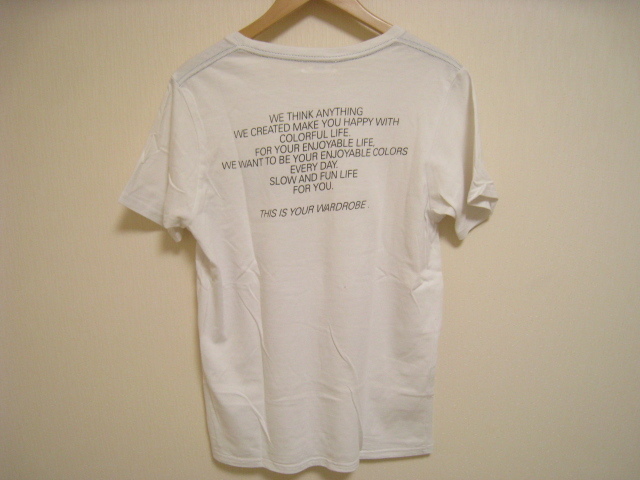 WE THINK ANYTHING
WE CREATED MAKE YOU HAPPY WITH
COLORFUL LIFE.
FOR YOUR ENJOYABLE LIFE,
WE WANT TO BE YOUR ENJOYABLE COLORS
EVERY DAY.
SLOW AND FUN LIFE
FOR YOU.
THIS IS YOUR WARDROBE .